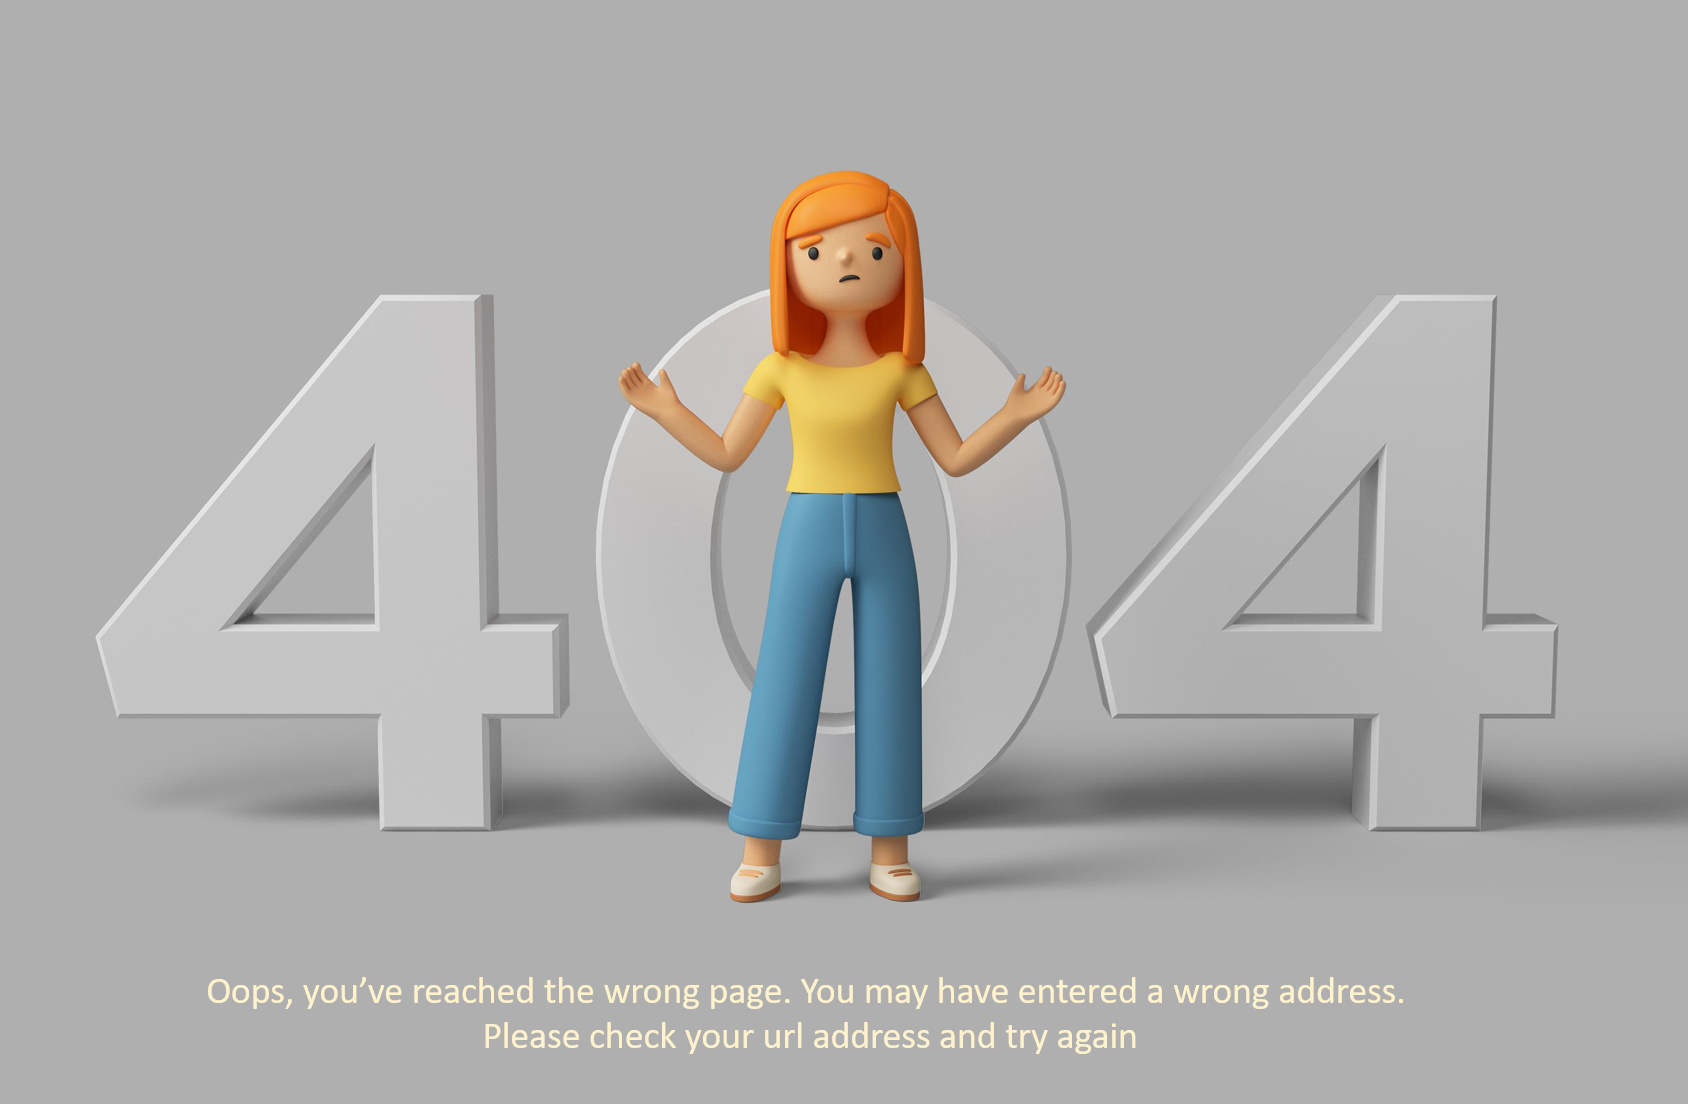 404
Oops, you’ve reached the wrong page. You may have entered a wrong address.
Please check your url address and try again